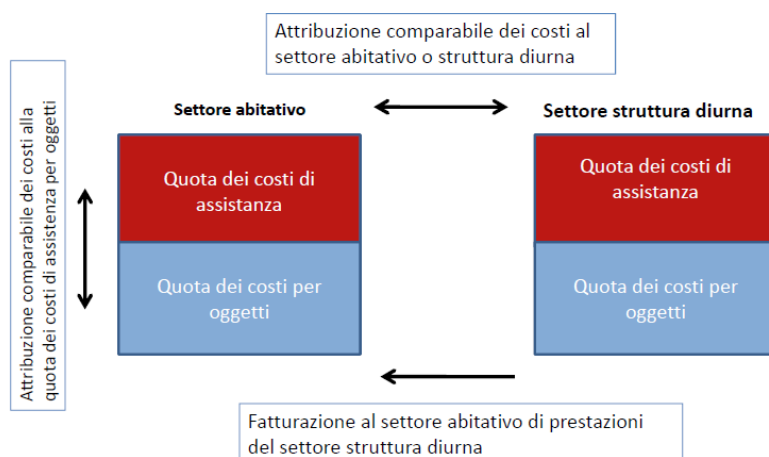 Attribuzione comparabile dei costi al
settore abitativo o struttura diurna
Attribuzione comparabile dei costi alla
quota dei costi di assistenza per oggetti
Settore abitativo
Settore struttura diurna
Quota dei costi di
assistanza
Quota dei costi di
assistanza
Quota dei costi per
oggetti
Quota dei costi per
oggetti
Fatturazione al settore abitativo di prestazioni
del settore struttura diurna